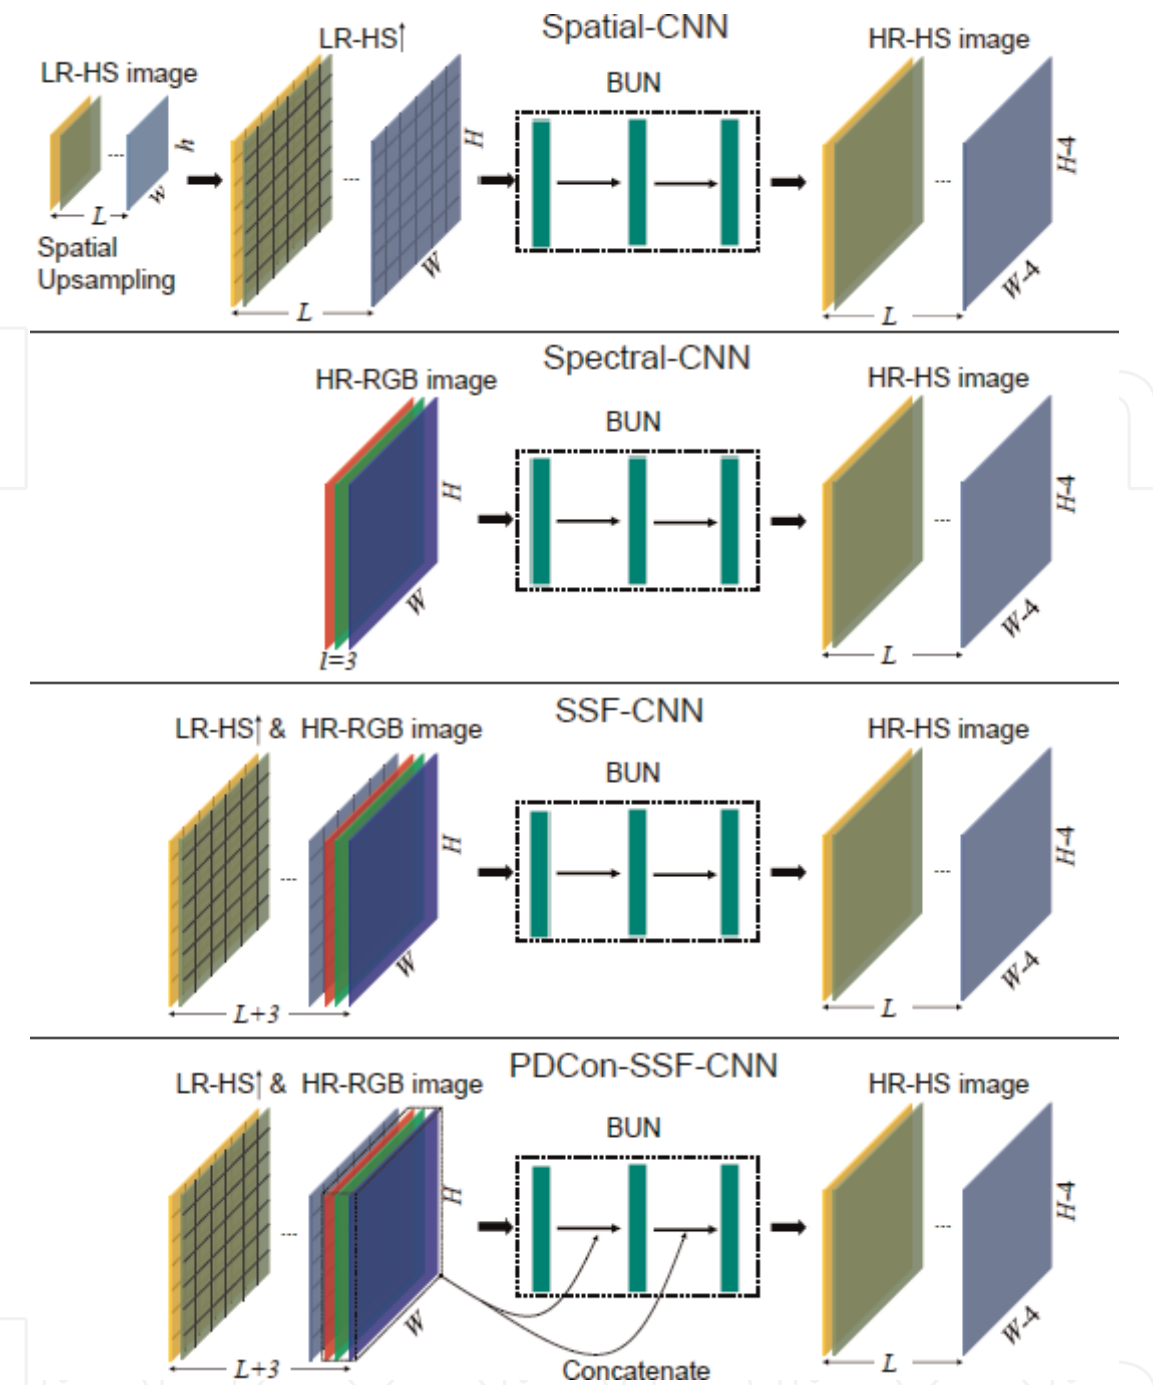 Spatial-CNN
LR-HS↑
HR-HS image
LR-HS image
BUN
h
w
L
Spatial
Upsampling
...
H
W
L
...
H-4
W-4
L
Spectral-CNN
HR-RGB image
HR-HS image
BUN
H
W
l=3
...
H-4
W-4
L
SSF-CNN
LR-HS↑ & HR-RGB image
HR-HS image
BUN
...
H
W
L+3
...
H-4
W-4
L
PDCon-SSF-CNN
LR-HS↑ & HR-RGB image
HR-HS image
BUN
...
H
W
L+3
Concatenate
...
H-4
W-4
L